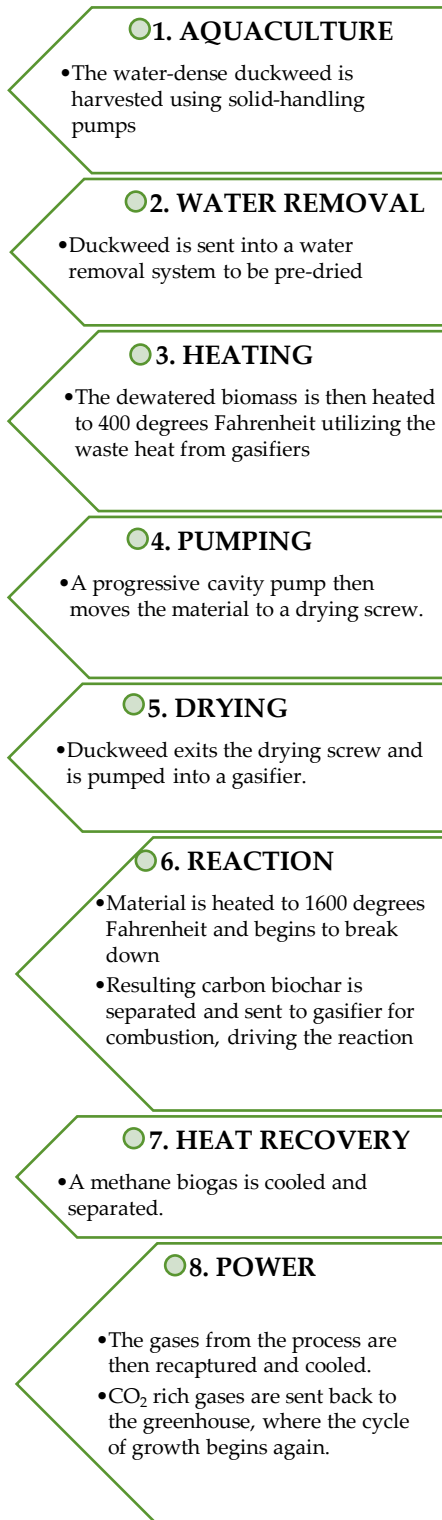 1. AQUACULTURE
•The water-dense duckweed is
harvested using solid-handling
pumps
2. WATER REMOVAL
•Duckweed is sent into a water
removal system to be pre-dried
3. HEATING
•The dewatered biomass is then heated
to 400 degrees Fahrenheit utilizing the
waste heat from gasifiers
4. PUMPING
•A progressive cavity pump then
moves the material to a drying screw.
5. DRYING
•Duckweed exits the drying screw and
is pumped into a gasifier.
6. REACTION
•Material is heated to 1600 degrees
Fahrenheit and begins to break
down
•Resulting carbon biochar is
separated and sent to gasifier for
combustion, driving the reaction
7. HEAT RECOVERY
•A methane biogas is cooled and
separated.
8. POWER
•The gases from the process are
then recaptured and cooled.
•CO₂ rich gases are sent back to
the greenhouse, where the cycle
of growth begins again.